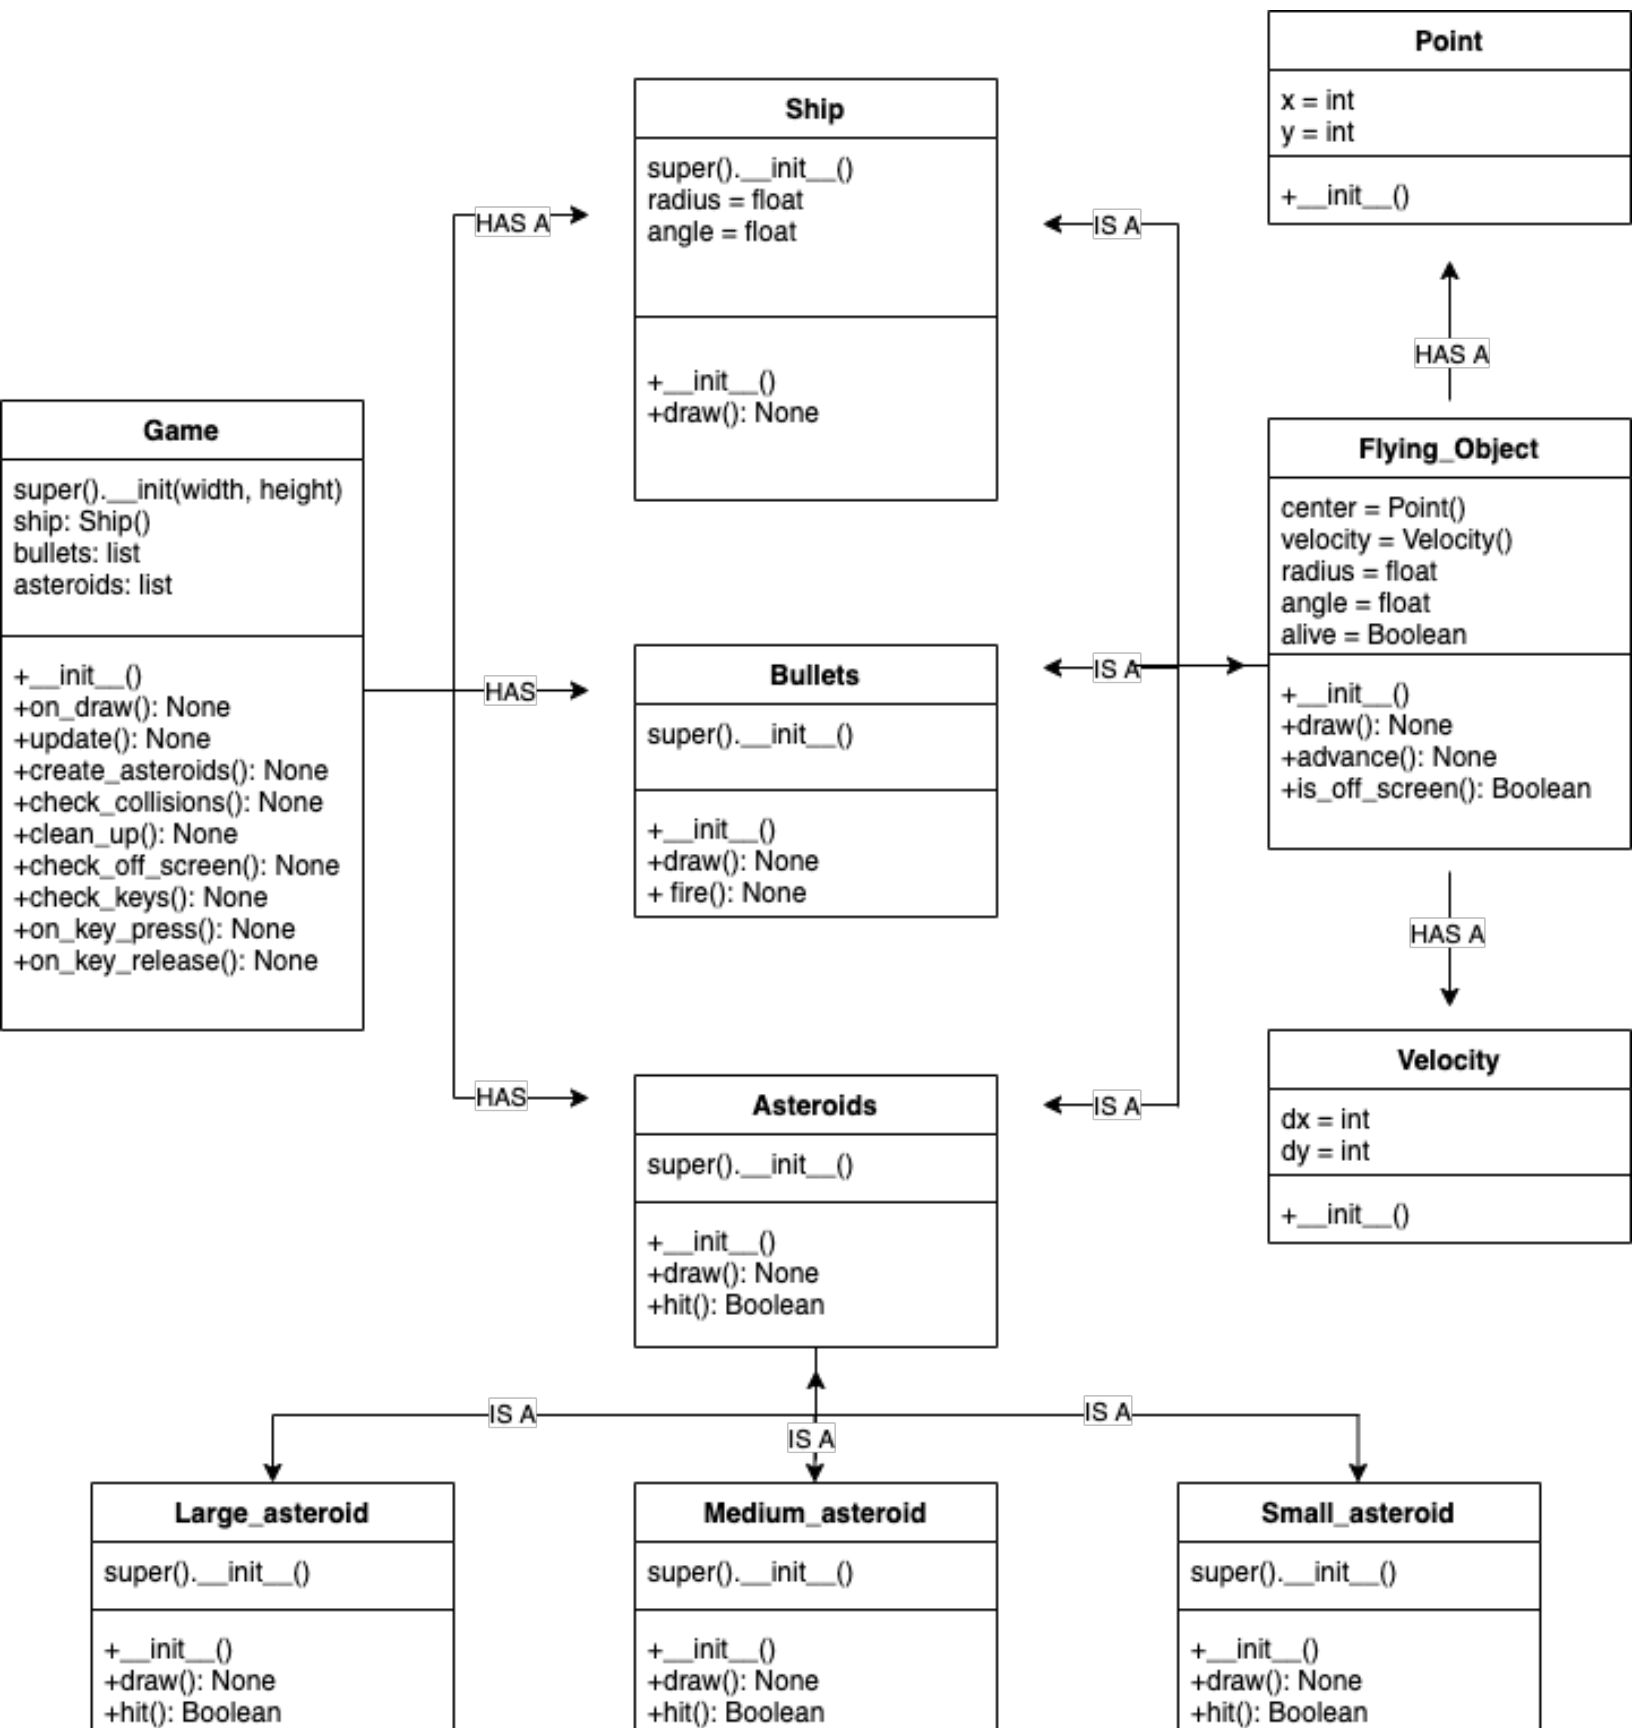 Point
x = int
y = int
+__init__()
Ship
super().__init__()
radius = float
angle = float
+__init__()
+draw(): None
HAS A
IS A
HAS A
Game
super().__init(width, height)
ship: Ship()
bullets: list
asteroids: list
+__init__()
+on_draw(): None
+update(): None
+create_asteroids(): None
+check_collisions(): None
+clean_up(): None
+check_off_screen(): None
+check_keys(): None
+on_key_press(): None
+on_key_release(): None
Flying_Object
center = Point()
velocity = Velocity()
radius = float
angle = float
alive = Boolean
+__init__()
+draw(): None
+advance(): None
+is_off_screen(): Boolean
HAS
Bullets
super().__init__()
+__init__()
+draw(): None
+ fire(): None
IS A
HAS A
Velocity
dx = int
dy = int
+__init__()
HAS
Asteroids
super().__init__()
+__init__()
+draw(): None
+hit(): Boolean
IS A
IS A
IS A
IS A
Large_asteroid
super().__init__()
+__init__()
+draw(): None
+hit(): Boolean
Medium_asteroid
super().__init__()
+__init__()
+draw(): None
+hit(): Boolean
Small_asteroid
super().__init__()
+__init__()
+draw(): None
+hit(): Boolean